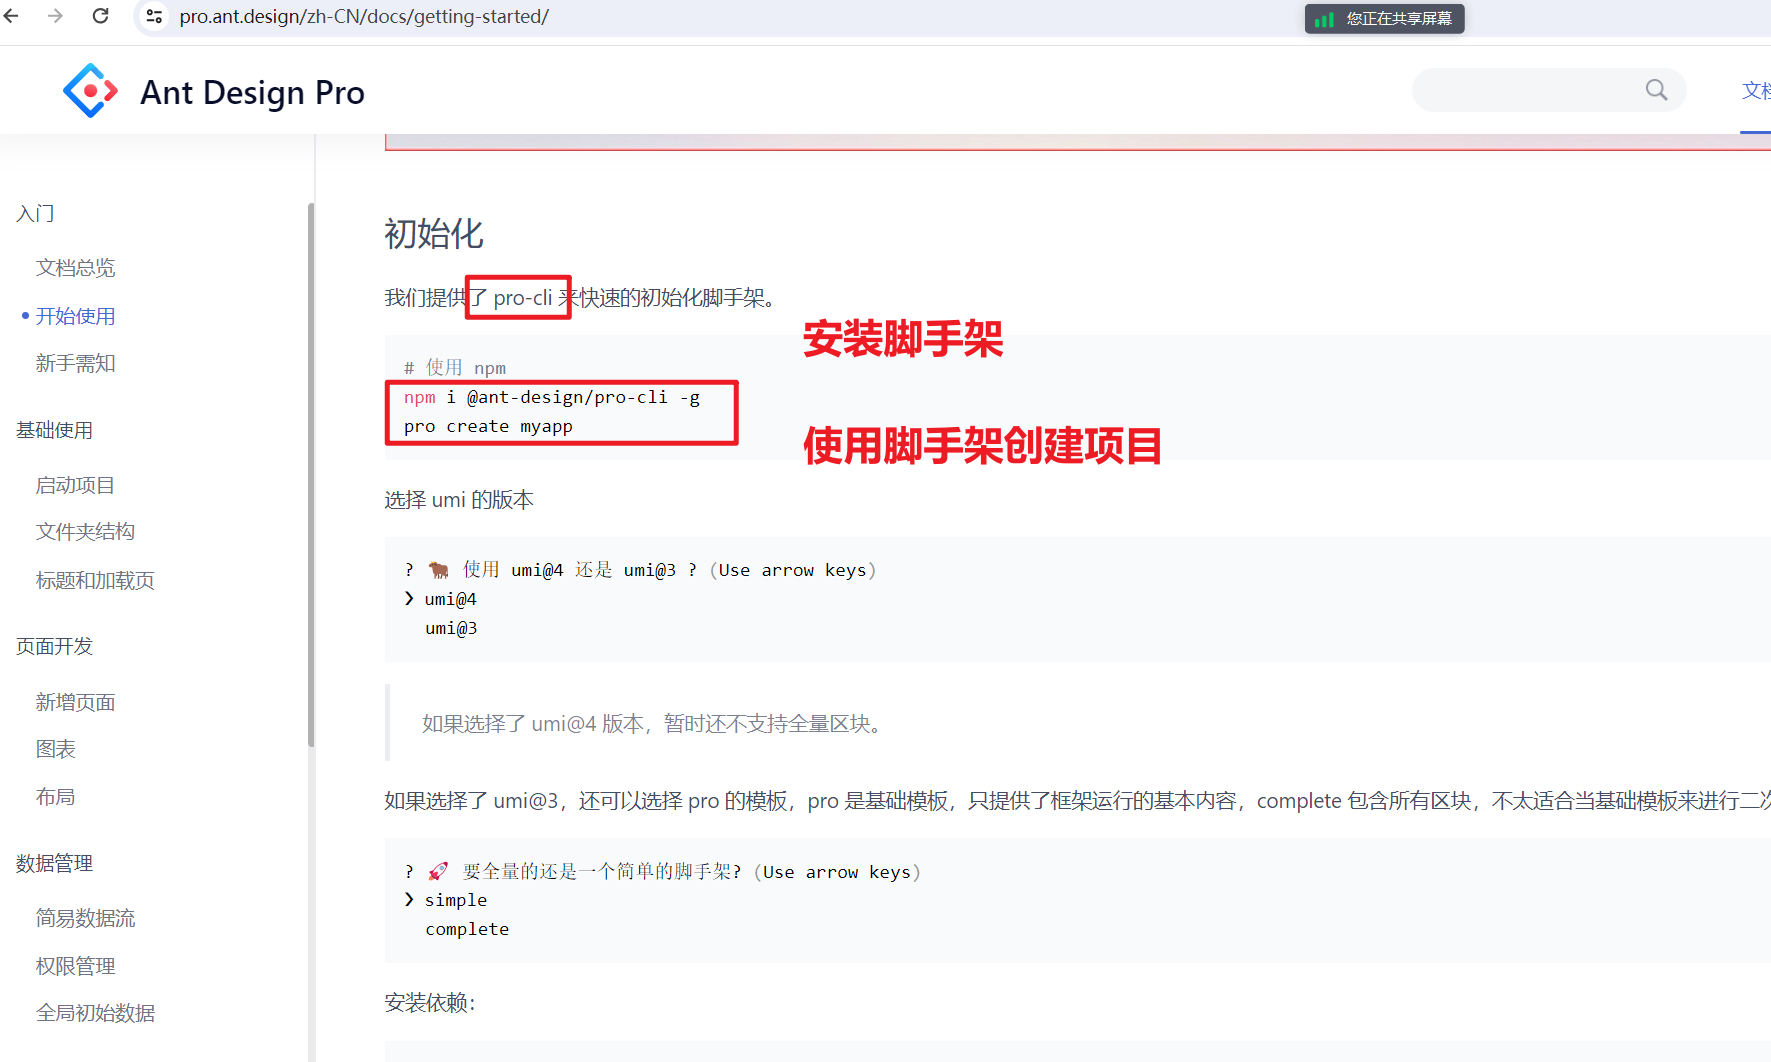 pro.ant.design/zh-CN/docs/getting-started/
您正在共享屏幕
Ant Design Pro
文档
入门
文档总览
开始使用
新手需知
基础使用
启动项目
文件夹结构
标题和加载页
页面开发
新增页面
图表
布局
数据管理
简易数据流
权限管理
全局初始数据
初始化
我们提供了 pro-cli 来快速的初始化脚手架。
安装脚手架
# 使用 npm
npm i @ant-design/pro-cli -g
pro create myapp
使用脚手架创建项目
选择 umi 的版本
? 🐂 使用 umi@4 还是 umi@3 ? (Use arrow keys)
❯ umi@4
umi@3
如果选择了 umi@4 版本，暂时还不支持全量区块。
如果选择了 umi@3，还可以选择 pro 的模板，pro 是基础模板，只提供了框架运行的基本内容，complete 包含所有区块，不太适合当基础模板来进行二次
? 🚀 要全量的还是一个简单的脚手架? (Use arrow keys)
❯ simple
complete
安装依赖：